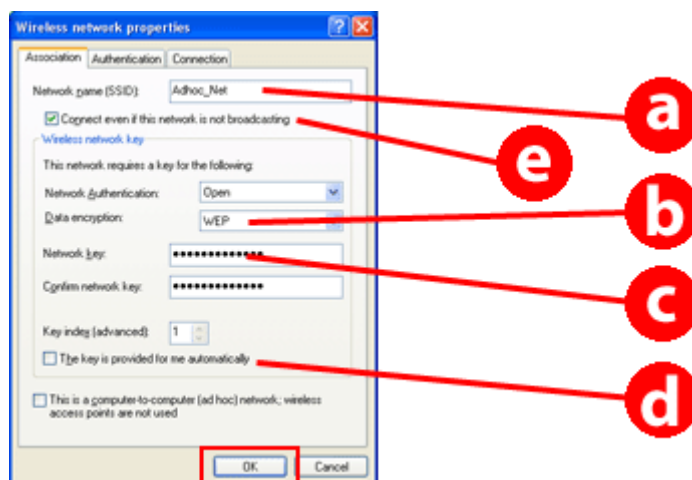 Wireless network properties
Association Authentication Connection
Network name (SSID): Adhoc_Net
a
Connect even if this network is not broadcasting
e
Wireless network key
This network requires a key for the following:
Network Authentication: Open
Data encryption: WEP
b
Network key: •••••••••••••
c
Confirm network key: •••••••••••••
Key index (advanced): 1
The key is provided for me automatically
d
This is a computer-to-computer (ad hoc) network; wireless
access points are not used
OK Cancel